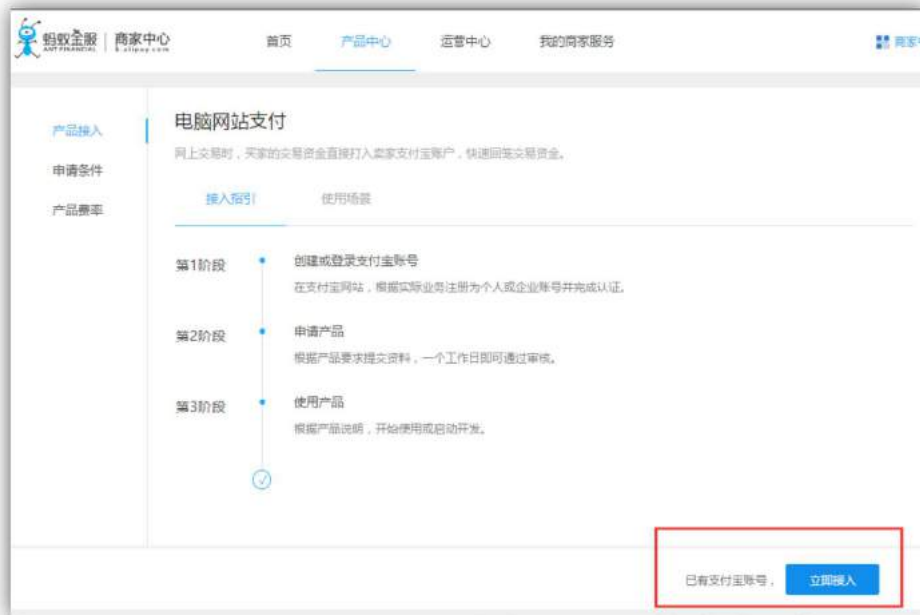 蚂蚁金服 商家中心
ANT FINANCIAL b.alipay.com
首页 产品中心 运营中心 我的商家服务
产品接入
申请条件
产品费率
电脑网站支付
网上交易时，买家的交易资金直接打入卖家支付宝账户，快速回笼交易资金。
接入指引 使用场景
第1阶段 创建或登录支付宝账号
在支付宝网站，根据实际业务注册为个人或企业账号并完成认证。
第2阶段 申请产品
根据产品要求提交资料，一个工作日即可通过审核。
第3阶段 使用产品
根据产品说明，开始使用或启动开发。
已有支付宝账号， 立即接入